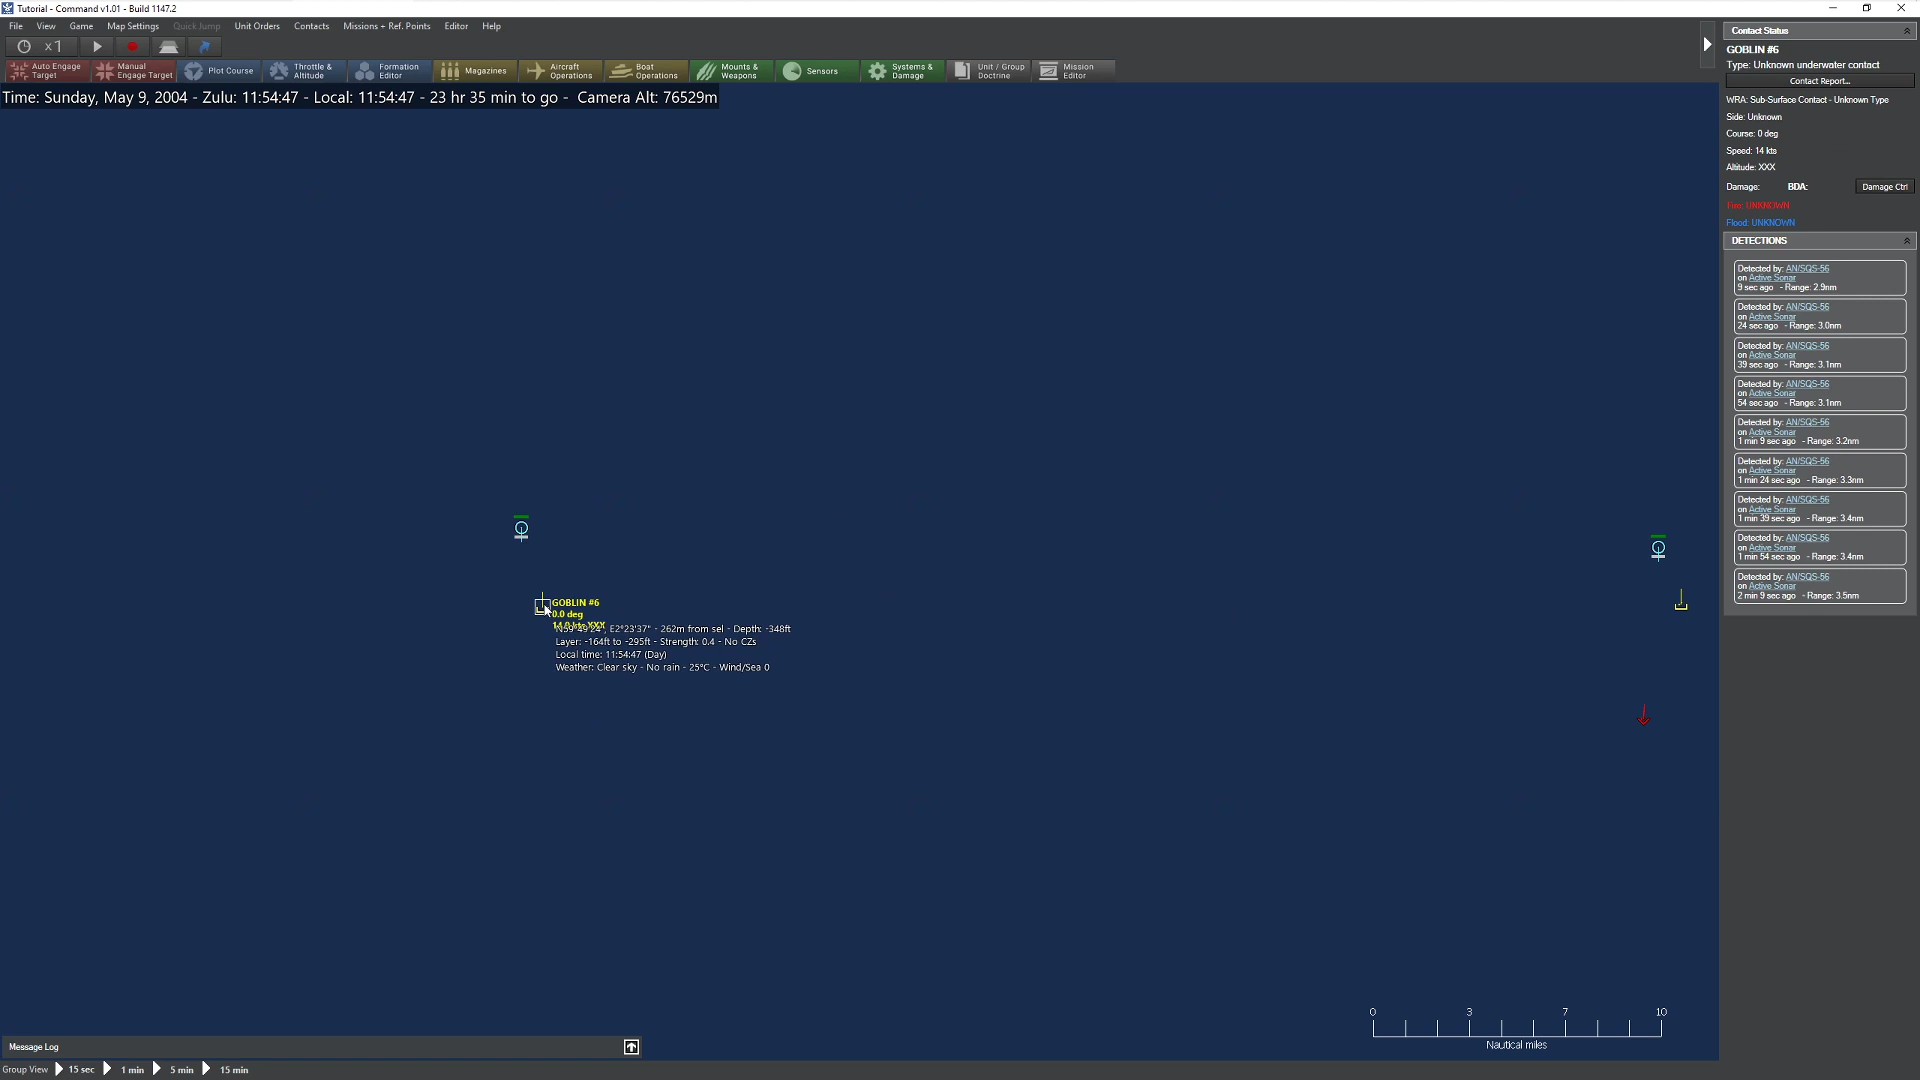 Tutorial - Command v1.01 - Build 1147.2
File View Game Map Settings Quick Jump Unit Orders Contacts Missions + Ref. Points Editor Help
x1
Auto Engage Target
Manual Engage Target
Plot Course
Throttle & Altitude
Formation Editor
Magazines
Aircraft Operations
Boat Operations
Mounts & Weapons
Sensors
Systems & Damage
Unit / Group Doctrine
Mission Editor
Time: Sunday, May 9, 2004 - Zulu: 11:54:47 - Local: 11:54:47 - 23 hr 35 min to go - Camera Alt: 76529m
GOBLIN #6
0.0 deg
14.0 kts XXX
N59°49'24", E2°23'37" - 262m from sel - Depth: -348ft
Layer: -164ft to -295ft - Strength: 0.4 - No CZs
Local time: 11:54:47 (Day)
Weather: Clear sky - No rain - 25°C - Wind/Sea 0
0 3 7 10
Nautical miles
Message Log
Group View 15 sec 1 min 5 min 15 min
Contact Status
GOBLIN #6
Type: Unknown underwater contact
Contact Report...
WRA: Sub-Surface Contact - Unknown Type
Side: Unknown
Course: 0 deg
Speed: 14 kts
Altitude: XXX
Damage: BDA: Damage Ctrl
Fire: UNKNOWN
Flood: UNKNOWN
DETECTIONS
Detected by: AN/SQS-56
on Active Sonar
9 sec ago - Range: 2.9nm
Detected by: AN/SQS-56
on Active Sonar
24 sec ago - Range: 3.0nm
Detected by: AN/SQS-56
on Active Sonar
39 sec ago - Range: 3.1nm
Detected by: AN/SQS-56
on Active Sonar
54 sec ago - Range: 3.1nm
Detected by: AN/SQS-56
on Active Sonar
1 min 9 sec ago - Range: 3.2nm
Detected by: AN/SQS-56
on Active Sonar
1 min 24 sec ago - Range: 3.3nm
Detected by: AN/SQS-56
on Active Sonar
1 min 39 sec ago - Range: 3.4nm
Detected by: AN/SQS-56
on Active Sonar
1 min 54 sec ago - Range: 3.4nm
Detected by: AN/SQS-56
on Active Sonar
2 min 9 sec ago - Range: 3.5nm